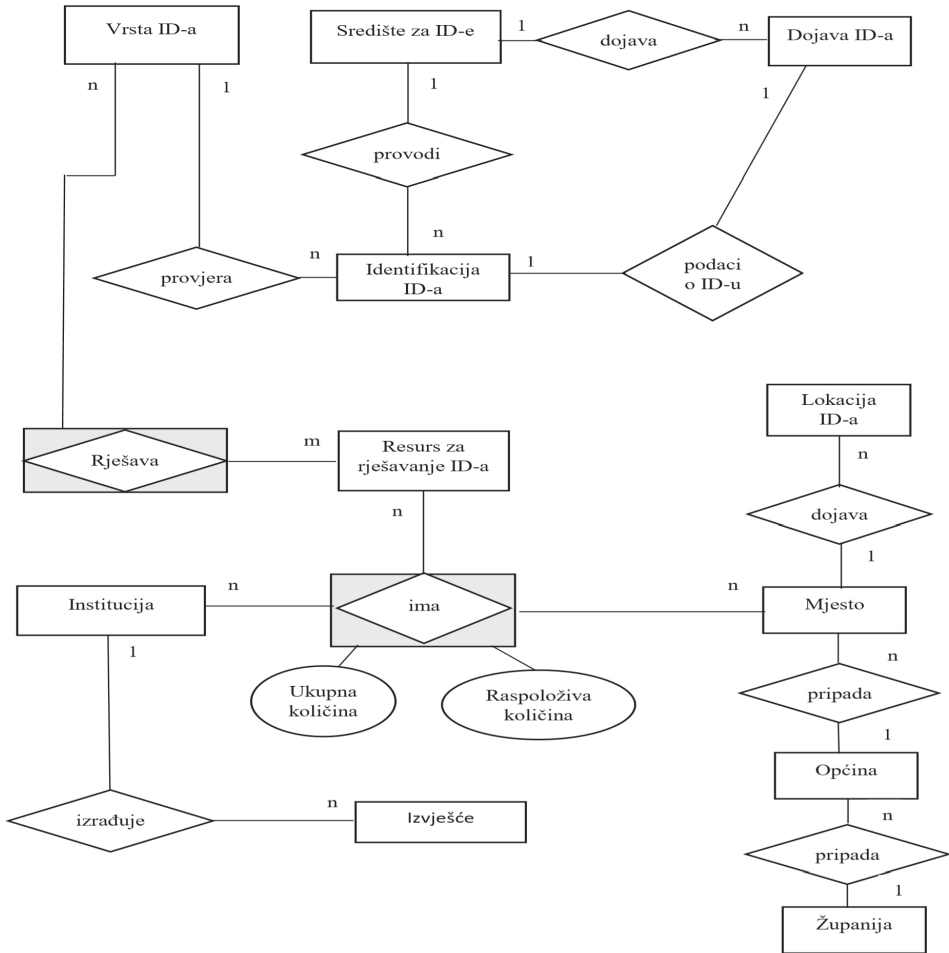 Vrsta ID-a
Središte za ID-e
1
dojava
n
Dojava ID-a
n
1
1
1
provodi
n
n
provjera
Identifikacija
ID-a
1
podaci
o ID-u
Lokacija
ID-a
Rješava
m
Resurs za
rješavanje ID-a
n
n
dojava
1
Institucija
n
ima
n
Mjesto
1
n
Ukupna
količina
Raspoloživa
količina
pripada
1
Općina
izrađuje
n
Izvješće
n
pripada
1
Županija